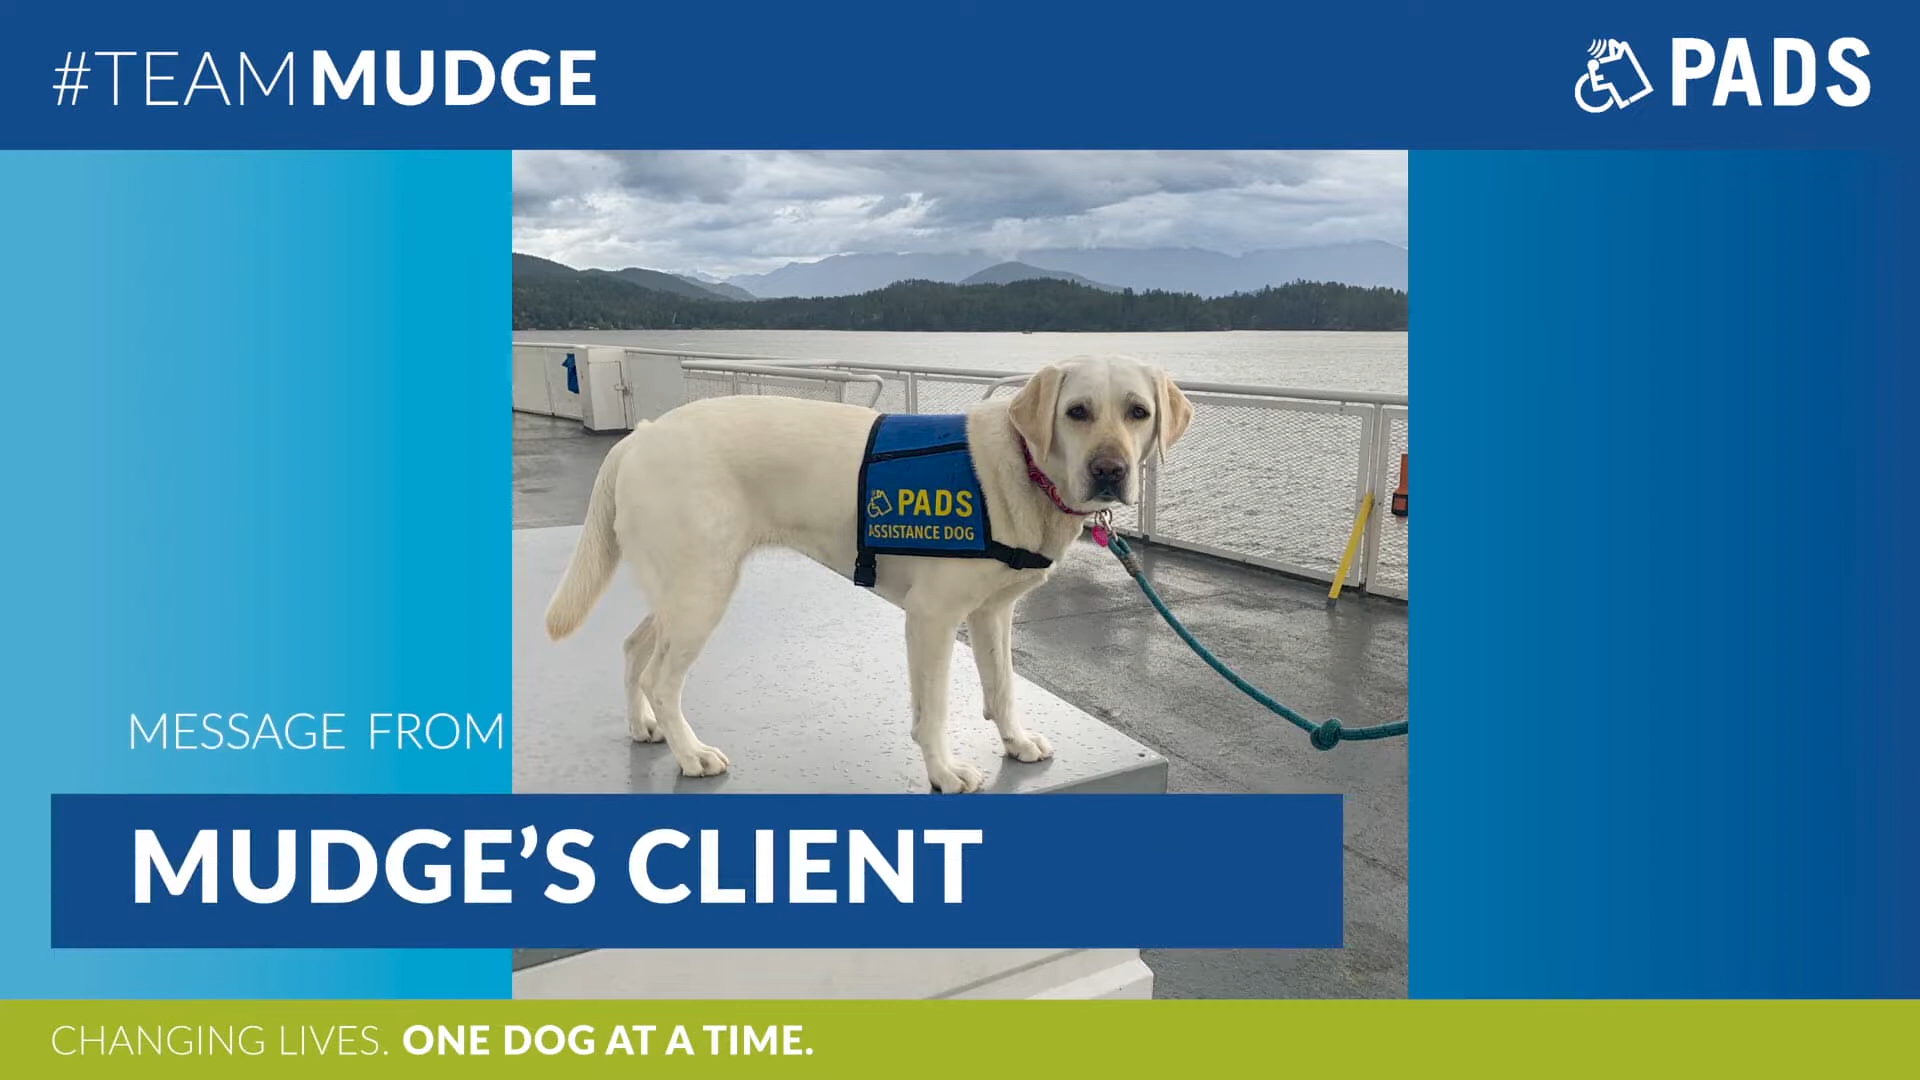 #TEAMMUDGE
PADS
PADS
ASSISTANCE DOG
MESSAGE FROM
MUDGE’S CLIENT
CHANGING LIVES. ONE DOG AT A TIME.